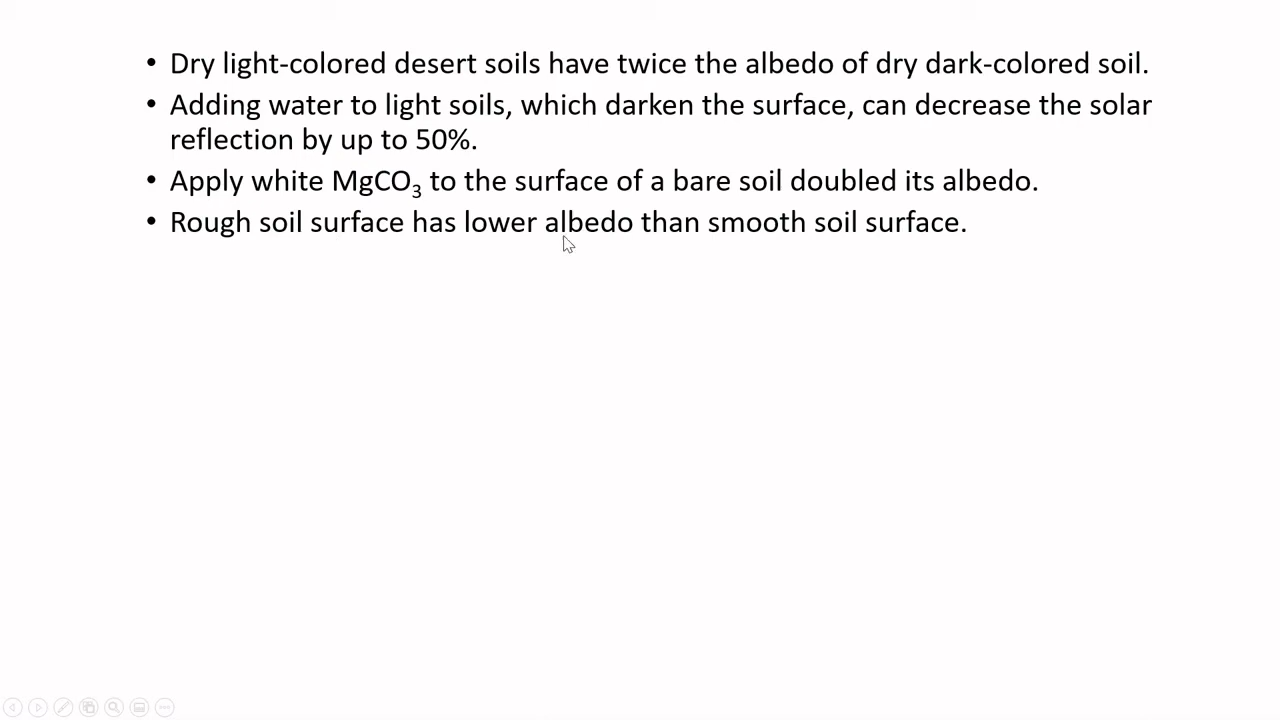 • Dry light-colored desert soils have twice the albedo of dry dark-colored soil.
• Adding water to light soils, which darken the surface, can decrease the solar
reflection by up to 50%.
• Apply white MgCO₃ to the surface of a bare soil doubled its albedo.
• Rough soil surface has lower albedo than smooth soil surface.